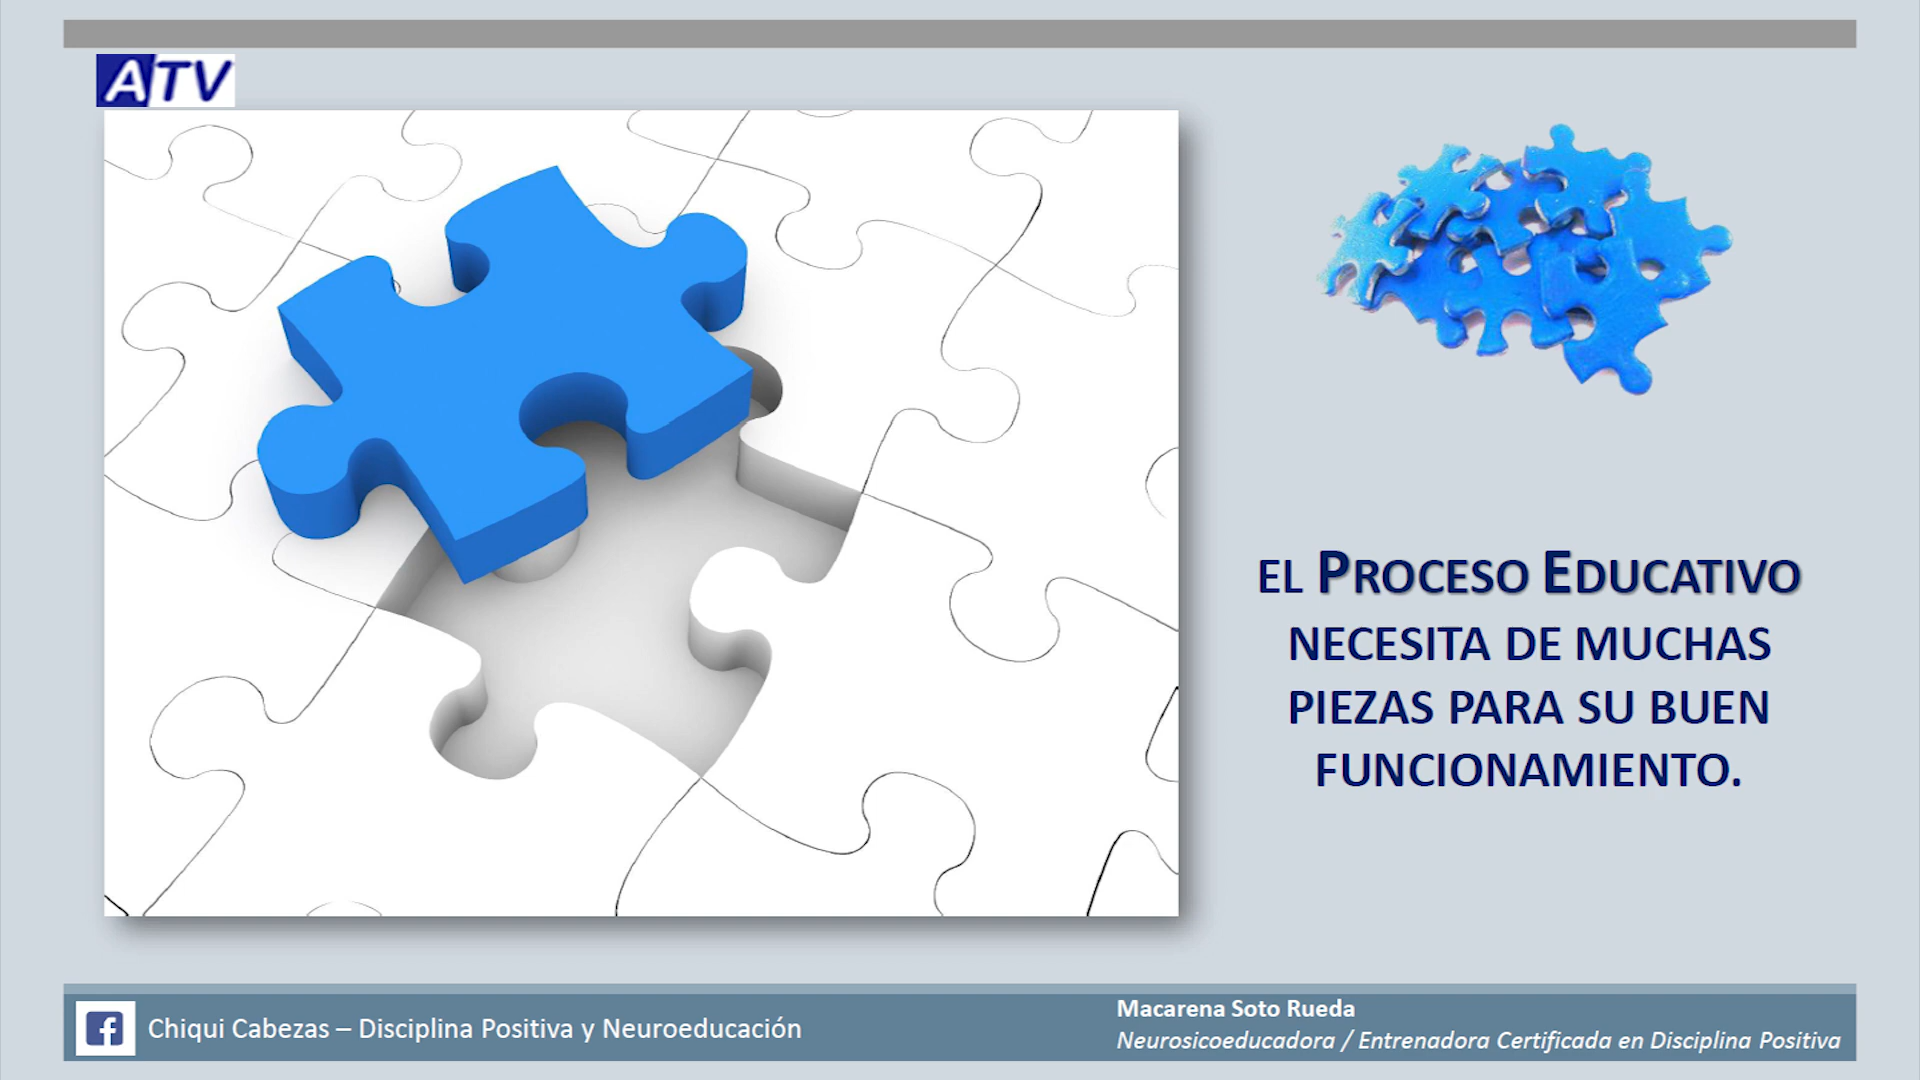 ATV
EL PROCESO EDUCATIVO
NECESITA DE MUCHAS
PIEZAS PARA SU BUEN
FUNCIONAMIENTO.
Chiqui Cabezas – Disciplina Positiva y Neuroeducación
Macarena Soto Rueda
Neurosicoeducadora / Entrenadora Certificada en Disciplina Positiva